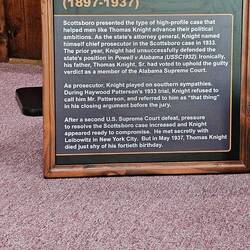 (1897-1937)
Scottsboro presented the type of high-profile case that
helped men like Thomas Knight advance their political
ambitions. As the state's attorney general, Knight named
himself chief prosecutor in the Scottsboro case in 1933.
The prior year, Knight had unsuccessfully defended the
state's position in Powell v Alabama (USSC1932). Ironically,
his father, Thomas Knight, Sr. had voted to uphold the guilty
verdict as a member of the Alabama Supreme Court.
As prosecutor, Knight played on southern sympathies.
During Haywood Patterson's 1933 trial, Knight refused to
call him Mr. Patterson, and referred to him as "that thing"
in his closing argument before the jury.
After a second U.S. Supreme Court defeat, pressure
to resolve the Scottsboro case increased and Knight
appeared ready to compromise. He met secretly with
Leibowitz in New York City. But in May 1937, Thomas Knight
died just shy of his fortieth birthday.